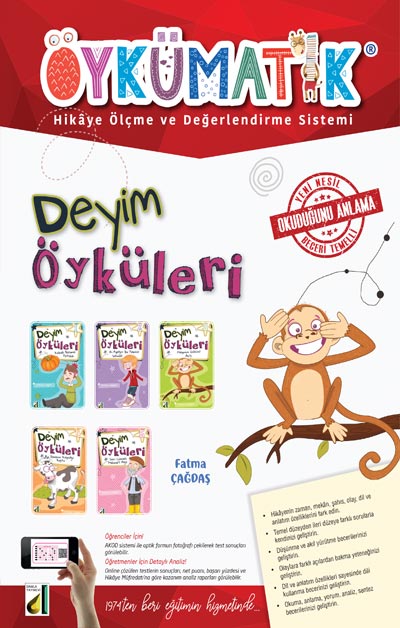 ÖYKÜMATİK®
Hikâye Ölçme ve Değerlendirme Sistemi
YENİ NESİL
OKUDUĞUNU ANLAMA
DEĞERİ TEMELLİ
Deyim
Öyküleri
Deyim
Öyküleri
Deyim
Öyküleri
Deyim
Öyküleri
Deyim
Öyküleri
Deyim
Öyküleri
Fatma
ÇAĞDAŞ
Öğrenciler İçin!
AKOD sistemi ile optik formun fotoğrafı çekilerek test sonuçları
görülebilir.
Öğretmenler İçin Detaylı Analiz!
Online çözülen testlerin sonuçları, net puanı, başarı yüzdesi ve
Hikâye Müfredatı'na göre kazanım analiz raporları görülebilir.
1974'ten beri eğitimin hizmetinde...
• Hikâyenin zaman, mekân, şahıs, olay, dil ve
anlatım özelliklerini fark edin.
• Temel düzeyden ileri düzeye farklı sorularla
kendinizi geliştirin.
• Düşünme ve akıl yürütme becerilerinizi
geliştirin.
• Olaylara farklı açılardan bakma yeteneğinizi
geliştirin.
• Dil ve anlatım özellikleri sayesinde dili
kullanma becerinizi geliştirin.
• Okuma, anlama, yorum, analiz, sentez
becerilerinizi geliştirin.